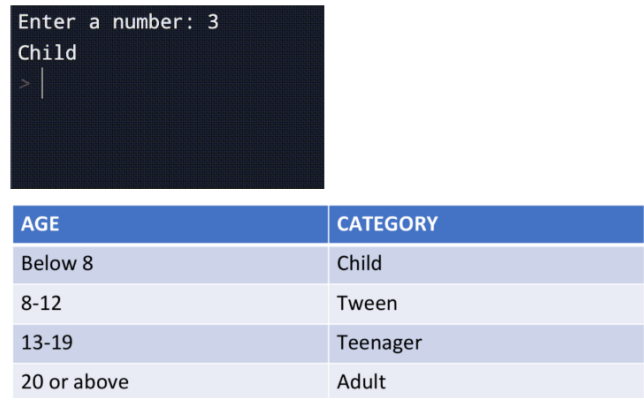 Enter a number: 3
Child
>
AGE CATEGORY
Below 8 Child
8-12 Tween
13-19 Teenager
20 or above Adult